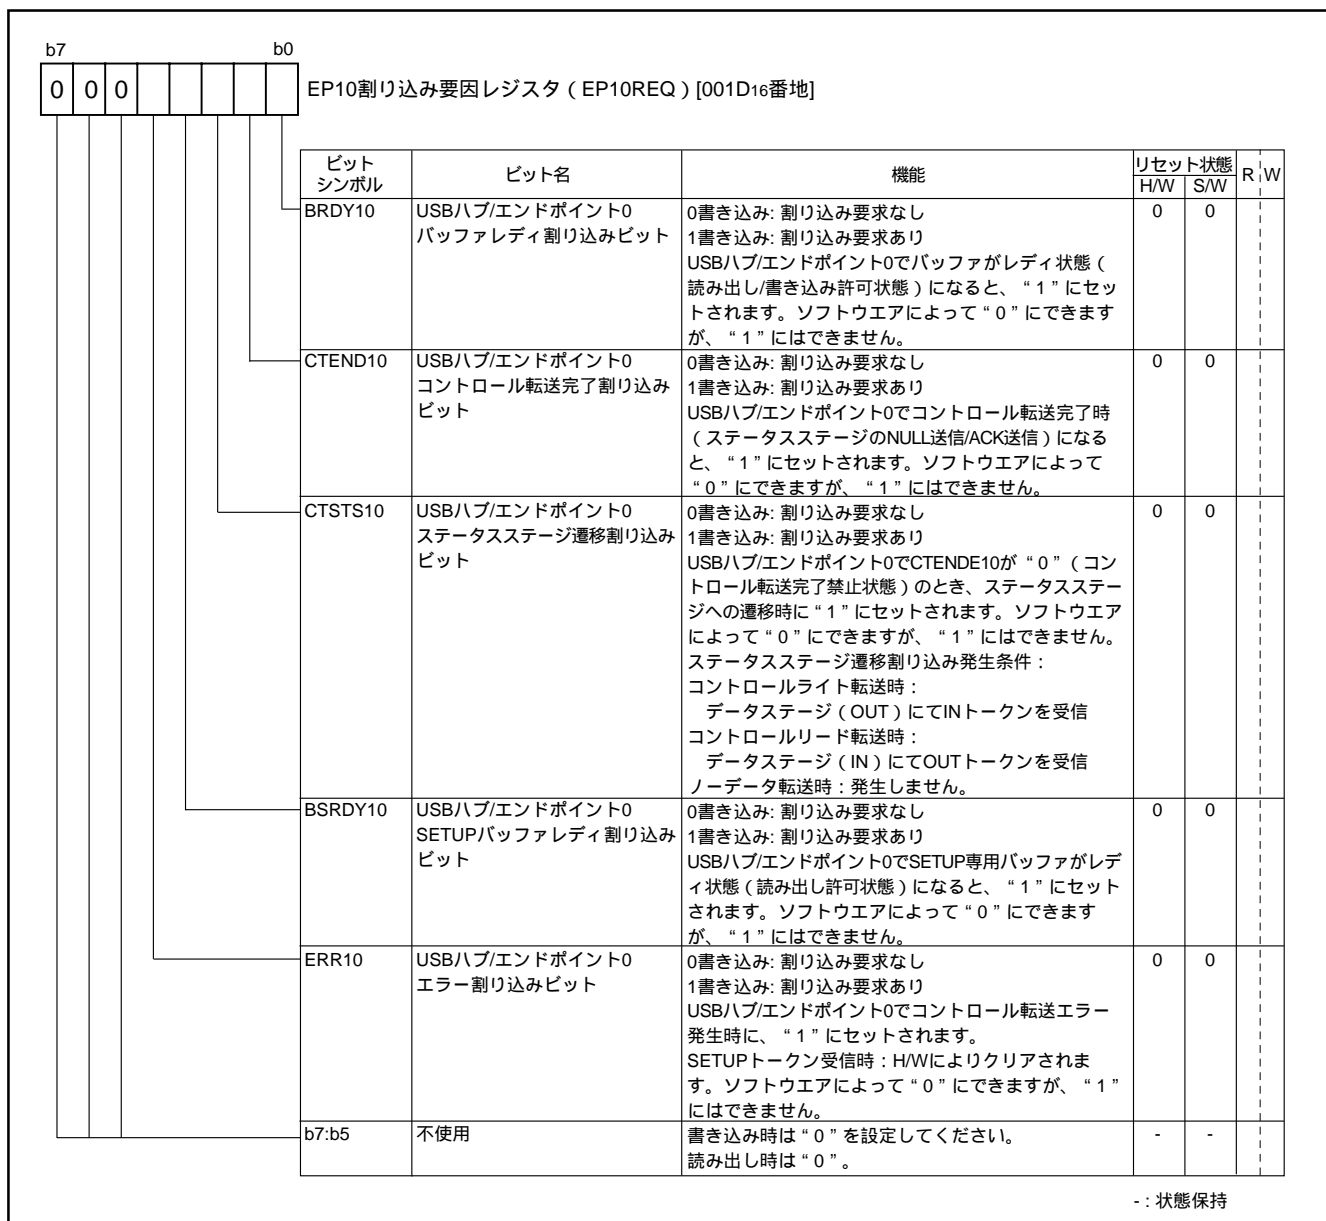 b7 b0
0 0 0
EP10割り込み要因レジスタ（EP10REQ）[001D16番地]
ビット
シンボル
ビット名
機能
リセット状態
H/W S/W
R W
BRDY10
USBハブ/エンドポイント0
バッファレディ割り込みビット
0書き込み: 割り込み要求なし
1書き込み: 割り込み要求あり
USBハブ/エンドポイント0でバッファがレディ状態（
読み出し/書き込み許可状態）になると、“1”にセッ
トされます。ソフトウエアによって“0”にできます
が、“1”にはできません。
0 0
CTEND10
USBハブ/エンドポイント0
コントロール転送完了割り込み
ビット
0書き込み: 割り込み要求なし
1書き込み: 割り込み要求あり
USBハブ/エンドポイント0でコントロール転送完了時
（ステータスステージのNULL送信/ACK送信）になる
と、“1”にセットされます。ソフトウエアによって
“0”にできますが、“1”にはできません。
0 0
CTSTS10
USBハブ/エンドポイント0
ステータスステージ遷移割り込み
ビット
0書き込み: 割り込み要求なし
1書き込み: 割り込み要求あり
USBハブ/エンドポイント0でCTENDE10が“0”（コン
トロール転送完了禁止状態）のとき、ステータスステー
ジへの遷移時に“1”にセットされます。ソフトウエア
によって“0”にできますが、“1”にはできません。
ステータスステージ遷移割り込み発生条件：
コントロールライト転送時：
データステージ（OUT）にてINトークンを受信
コントロールリード転送時：
データステージ（IN）にてOUTトークンを受信
ノーデータ転送時：発生しません。
0 0
BSRDY10
USBハブ/エンドポイント0
SETUPバッファレディ割り込み
ビット
0書き込み: 割り込み要求なし
1書き込み: 割り込み要求あり
USBハブ/エンドポイント0でSETUP専用バッファがレデ
ィ状態（読み出し許可状態）になると、“1”にセット
されます。ソフトウエアによって“0”にできます
が、“1”にはできません。
0 0
ERR10
USBハブ/エンドポイント0
エラー割り込みビット
0書き込み: 割り込み要求なし
1書き込み: 割り込み要求あり
USBハブ/エンドポイント0でコントロール転送エラー
発生時に、“1”にセットされます。
SETUPトークン受信時：H/Wによりクリアされま
す。ソフトウエアによって“0”にできますが、“1”
にはできません。
0 0
b7:b5
不使用
書き込み時は“0”を設定してください。
読み出し時は“0”。
- -
-：状態保持